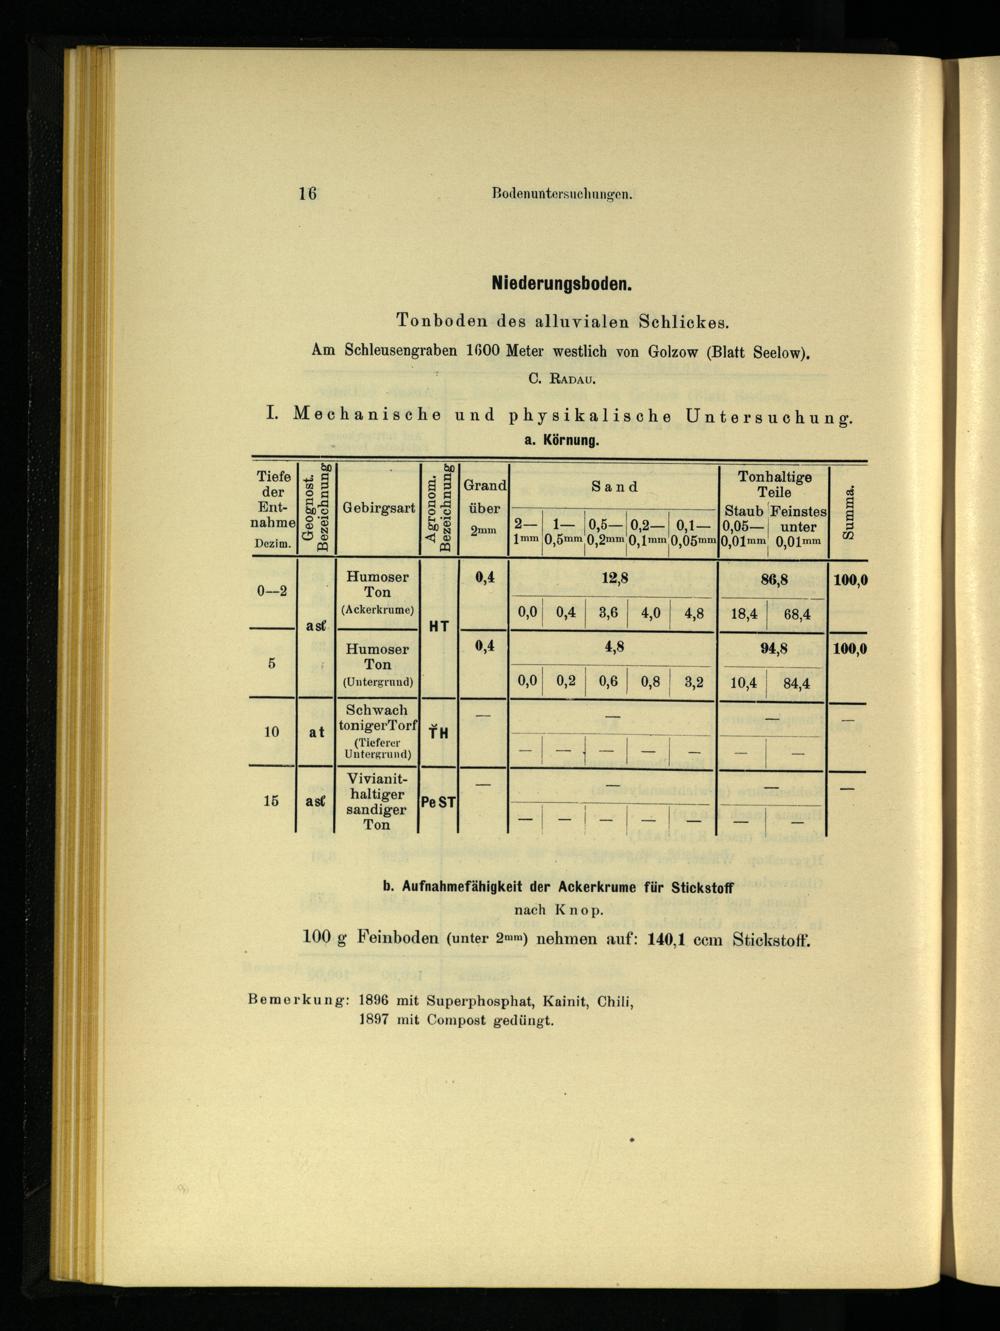 16 Bodenuntersuchungen.
Niederungsboden.
Tonboden des alluvialen Schlickes.
Am Schleusengraben 1600 Meter westlich von Golzow (Blatt Seelow).
C. RADAU.
I. Mechanische und physikalische Untersuchung.
a. Körnung.
Tiefe der Ent-nahme Dezim. | Geognost. Bezeichnung | Gebirgsart | Agronom. Bezeichnung | Grand über 2mm | Sand | Tonhaltige Teile | Summa.
2—1mm | 1—0,5mm | 0,5—0,2mm | 0,2—0,1mm | 0,1—0,05mm | Staub 0,05—0,01mm | Feinstes unter 0,01mm
0—2 | Humoser Ton (Ackerkrume) | 0,4 | 12,8 | 86,8 | 100,0
0,0 | 0,4 | 3,6 | 4,0 | 4,8 | 18,4 | 68,4
asf | HT
5 | Humoser Ton (Untergrund) | 0,4 | 4,8 | 94,8 | 100,0
0,0 | 0,2 | 0,6 | 0,8 | 3,2 | 10,4 | 84,4
10 | at | Schwach tonigerTorf (Tieferer Untergrund) | T̆H | — | — | — | —
— | — | — | — | — | — | —
15 | asf | Vivianit-haltiger sandiger Ton | Pe ST | — | — | — | —
— | — | — | — | — | — | —
b. Aufnahmefähigkeit der Ackerkrume für Stickstoff
nach Knop.
100 g Feinboden (unter 2mm) nehmen auf: 140,1 ccm Stickstoff.
Bemerkung: 1896 mit Superphosphat, Kainit, Chili,
1897 mit Compost gedüngt.